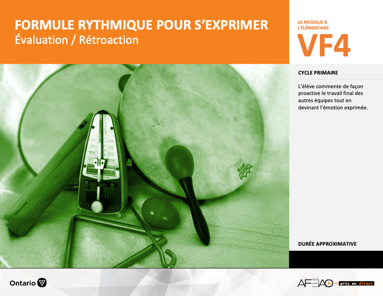 FORMULE RYTHMIQUE POUR S'EXPRIMER
Évaluation / Rétroaction
LA MUSIQUE À
L'ÉLÉMENTAIRE
VF4
CYCLE PRIMAIRE
L'élève commente de façon
proactive le travail final des
autres équipes tout en
devinant l'émotion exprimée.
DURÉE APPROXIMATIVE
Ontario
arts en direct